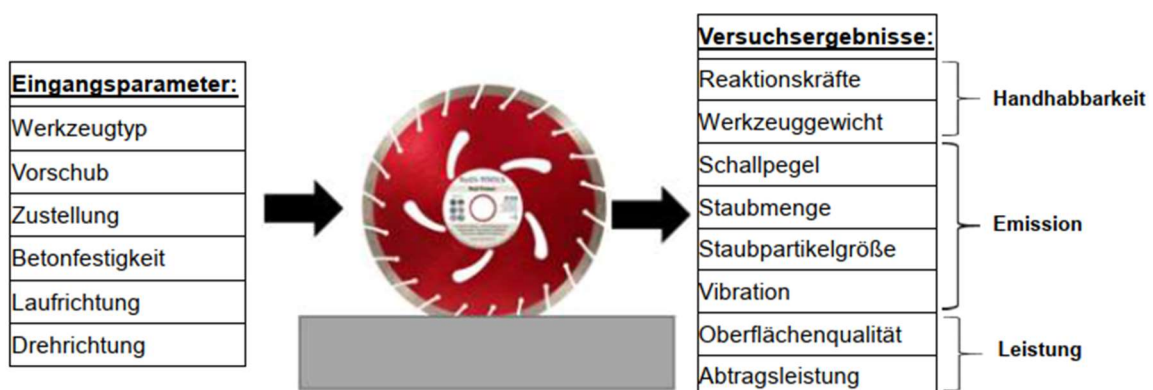 Eingangsparameter:
Werkzeugtyp
Vorschub
Zustellung
Betonfestigkeit
Laufrichtung
Drehrichtung
Versuchsergebnisse:
Reaktionskräfte
Werkzeuggewicht
Schallpegel
Staubmenge
Staubpartikelgröße
Vibration
Oberflächenqualität
Abtragsleistung
Handhabbarkeit
Emission
Leistung